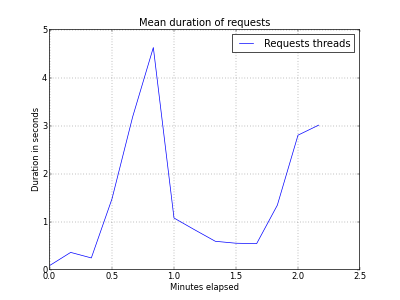 Mean duration of requests
Requests threads
Duration in seconds
5
4
3
2
1
0
0.0 0.5 1.0 1.5 2.0 2.5
Minutes elapsed